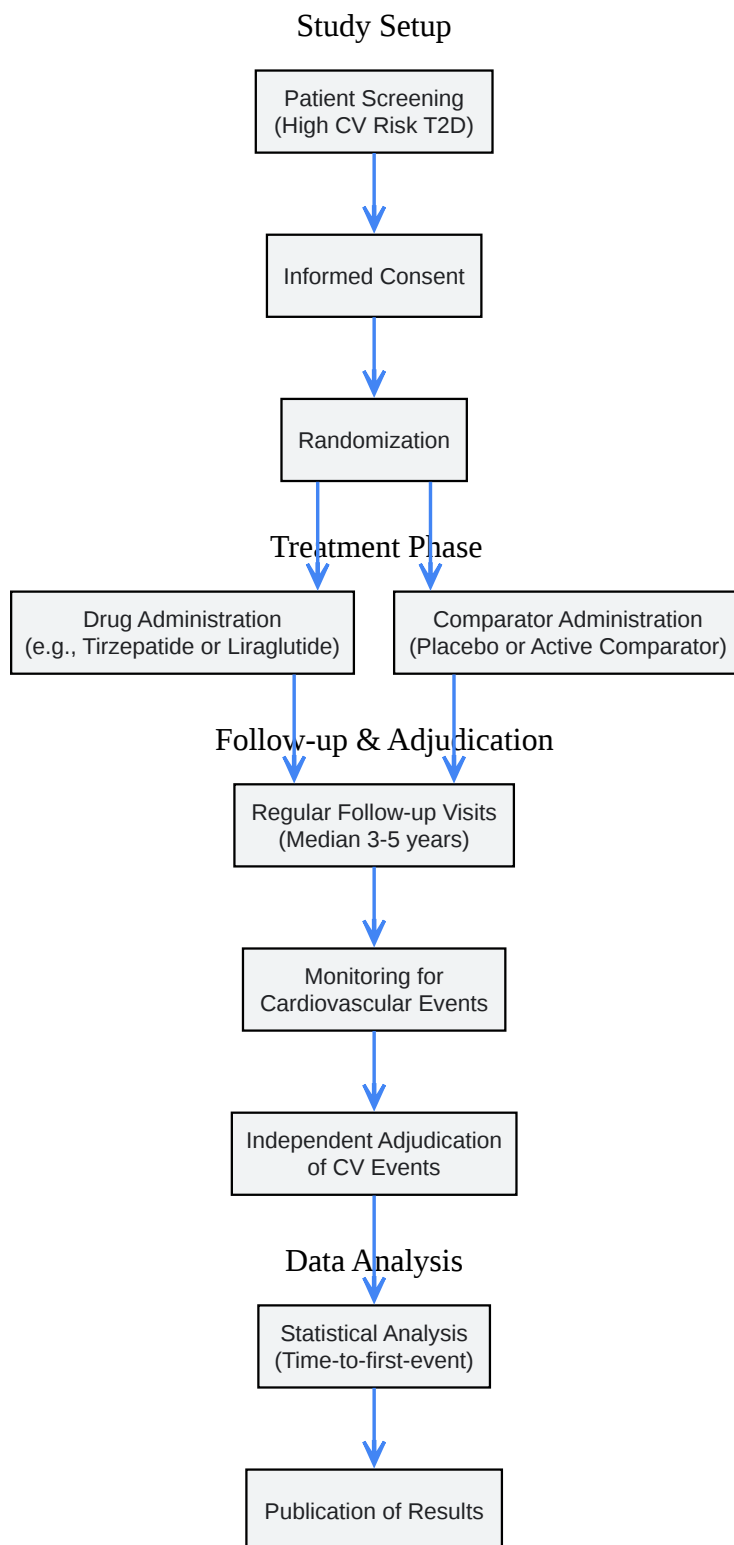 Study Setup
Patient Screening
(High CV Risk T2D)
Informed Consent
Randomization
Treatment Phase
Drug Administration
(e.g., Tirzepatide or Liraglutide)
Comparator Administration
(Placebo or Active Comparator)
Follow-up & Adjudication
Regular Follow-up Visits
(Median 3-5 years)
Monitoring for
Cardiovascular Events
Independent Adjudication
of CV Events
Data Analysis
Statistical Analysis
(Time-to-first-event)
Publication of Results